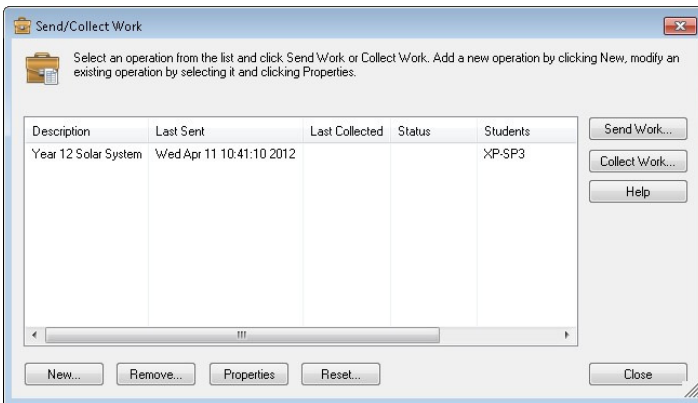 Send/Collect Work
Select an operation from the list and click Send Work or Collect Work. Add a new operation by clicking New, modify an
existing operation by selecting it and clicking Properties.
Description Last Sent Last Collected Status Students
Year 12 Solar System Wed Apr 11 10:41:10 2012 XP-SP3
Send Work...
Collect Work...
Help
New... Remove... Properties Reset... Close